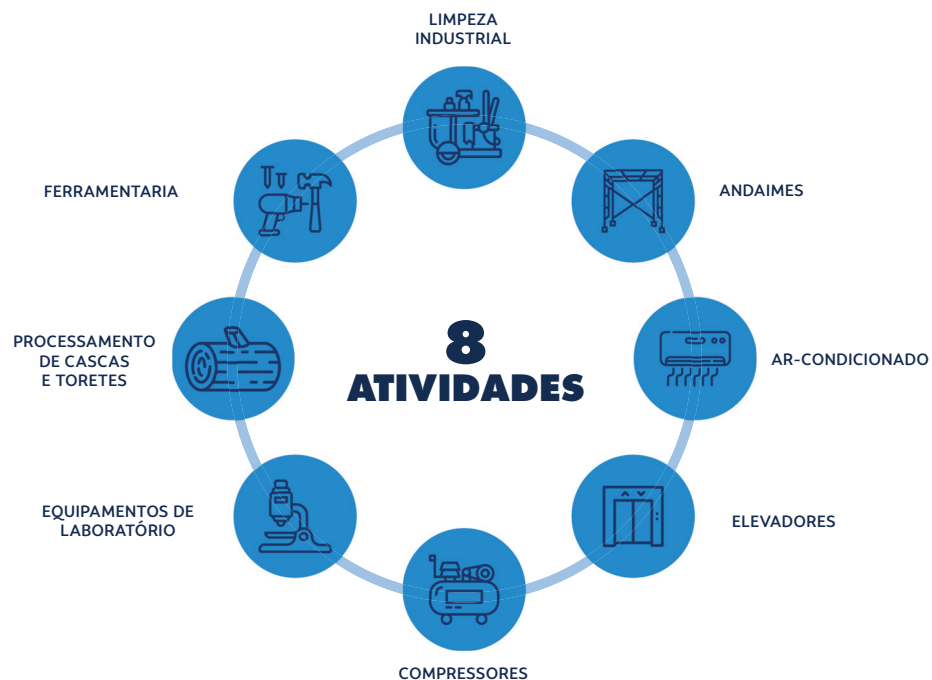 LIMPEZA
INDUSTRIAL
FERRAMENTARIA
ANDAIMES
PROCESSAMENTO
DE CASCAS
E TORETES
8
ATIVIDADES
AR-CONDICIONADO
EQUIPAMENTOS DE
LABORATÓRIO
ELEVADORES
COMPRESSORES